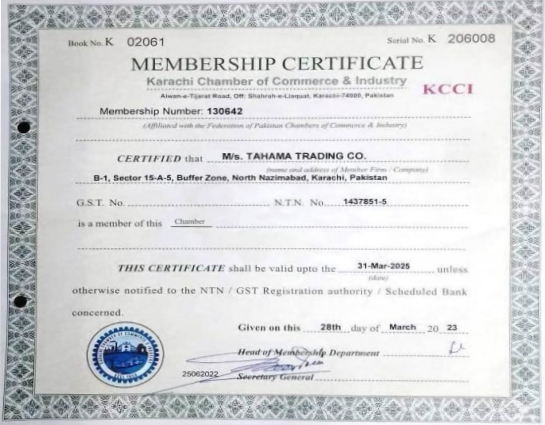 Book No. K 02061
Serial No. K 206008
MEMBERSHIP CERTIFICATE
Karachi Chamber of Commerce & Industry
KCCI
Aiwan-e-Tijarat Road, Off: Shahrah-e-Liaquat, Karachi-74000, Pakistan
Membership Number: 130642
(Affiliated with the Federation of Pakistan Chambers of Commerce & Industry)
CERTIFIED that M/s. TAHAMA TRADING CO.
(name and address of Member Firm / Company)
B-1, Sector 15-A-5, Buffer Zone, North Nazimabad, Karachi, Pakistan
G.S.T. No. N.T.N. No. 1437851-5
is a member of this Chamber
THIS CERTIFICATE shall be valid upto the 31-Mar-2025 unless
(date)
otherwise notified to the NTN / GST Registration authority / Scheduled Bank
concerned.
Given on this 28th day of March 20 23
Head of Membership Department
25062022 Secretary General